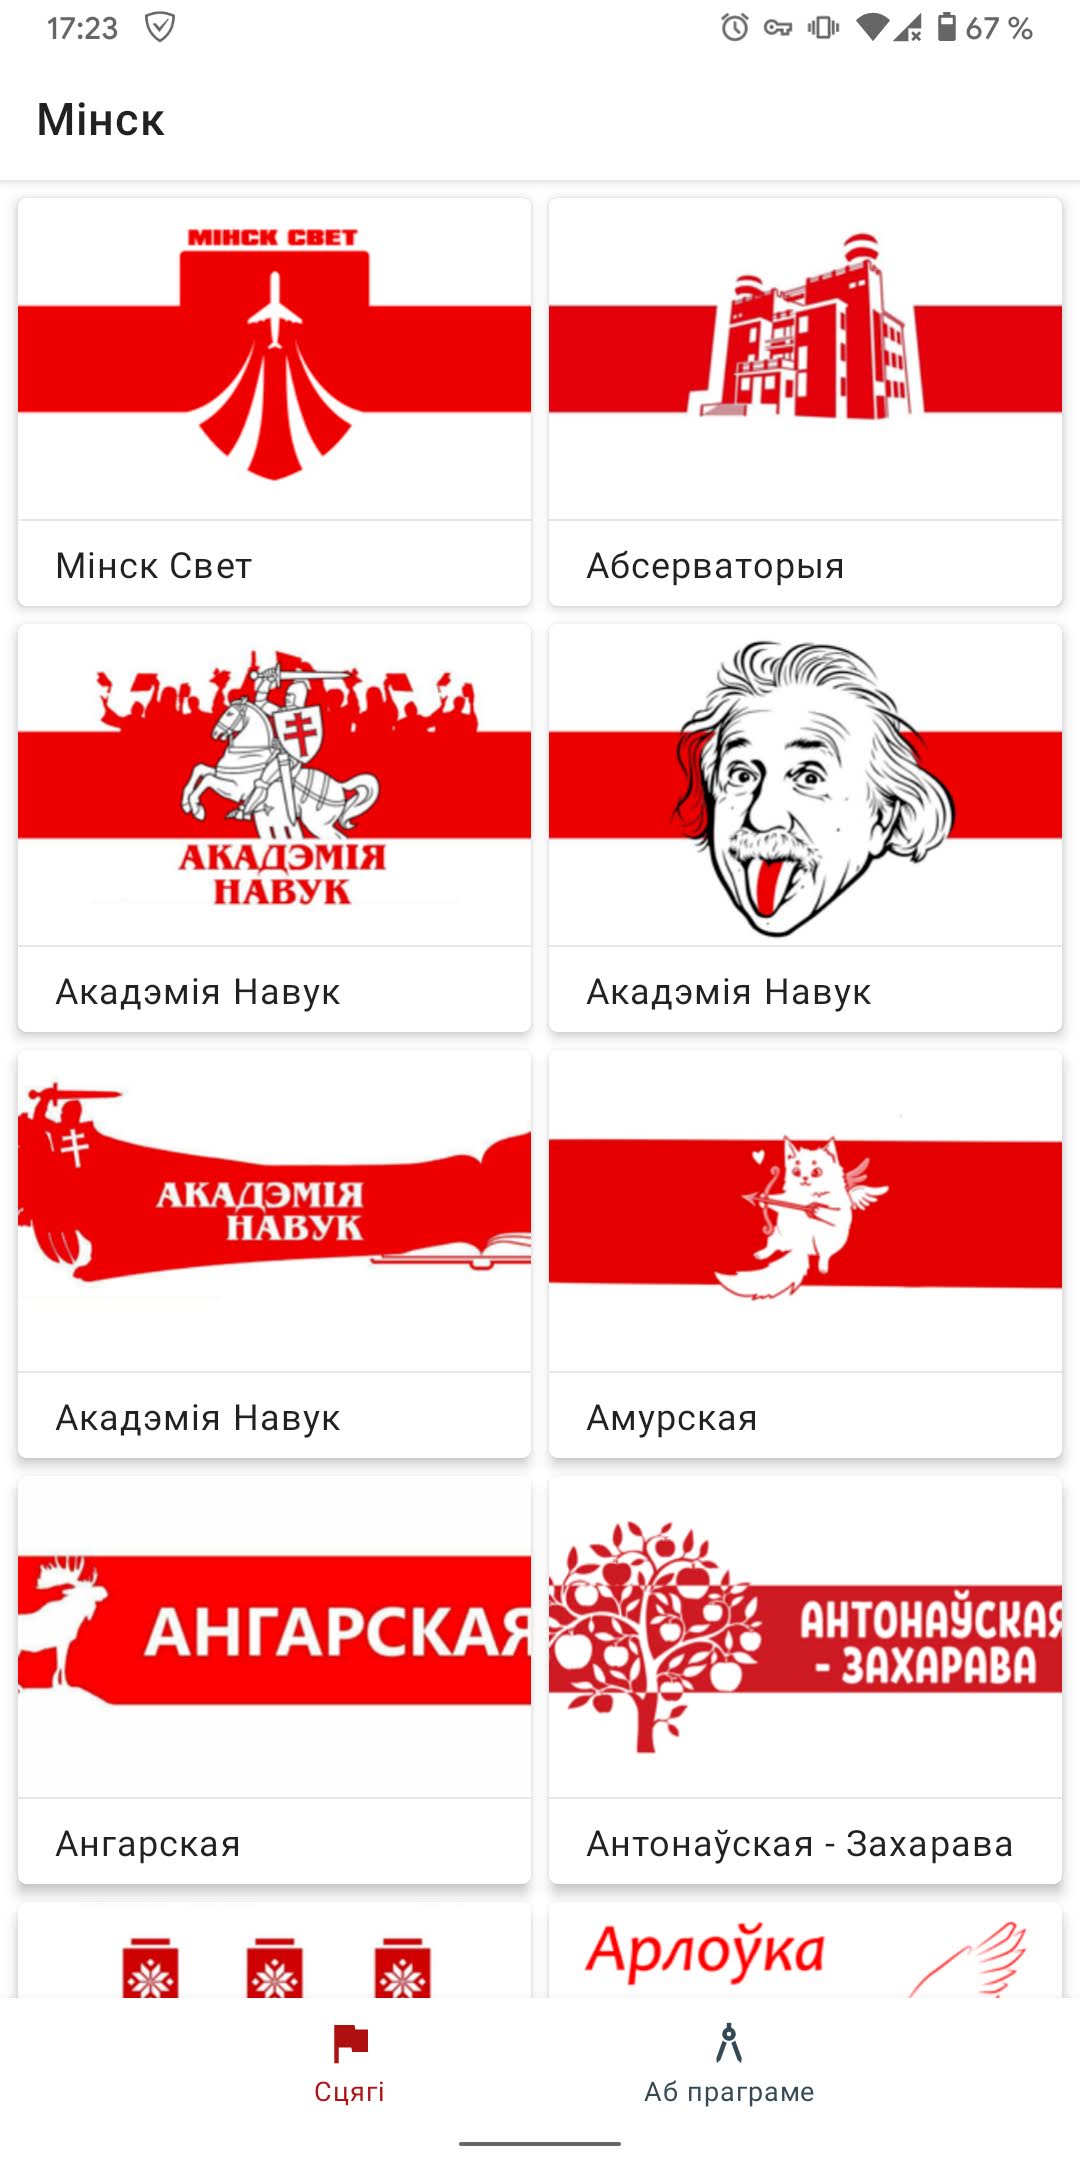 17:23
67 %
Мінск
МІНСК СВЕТ
Мінск Свет
Абсерваторыя
АКАДЭМІЯ
НАВУК
Акадэмія Навук
Акадэмія Навук
АКАДЭМІЯ
НАВУК
Акадэмія Навук
Амурская
АНГАРСКАЯ
Ангарская
АНТОНАЎСКАЯ
- ЗАХАРАВА
Антонаўская - Захарава
Арлоўка
Сцягі
Аб праграме